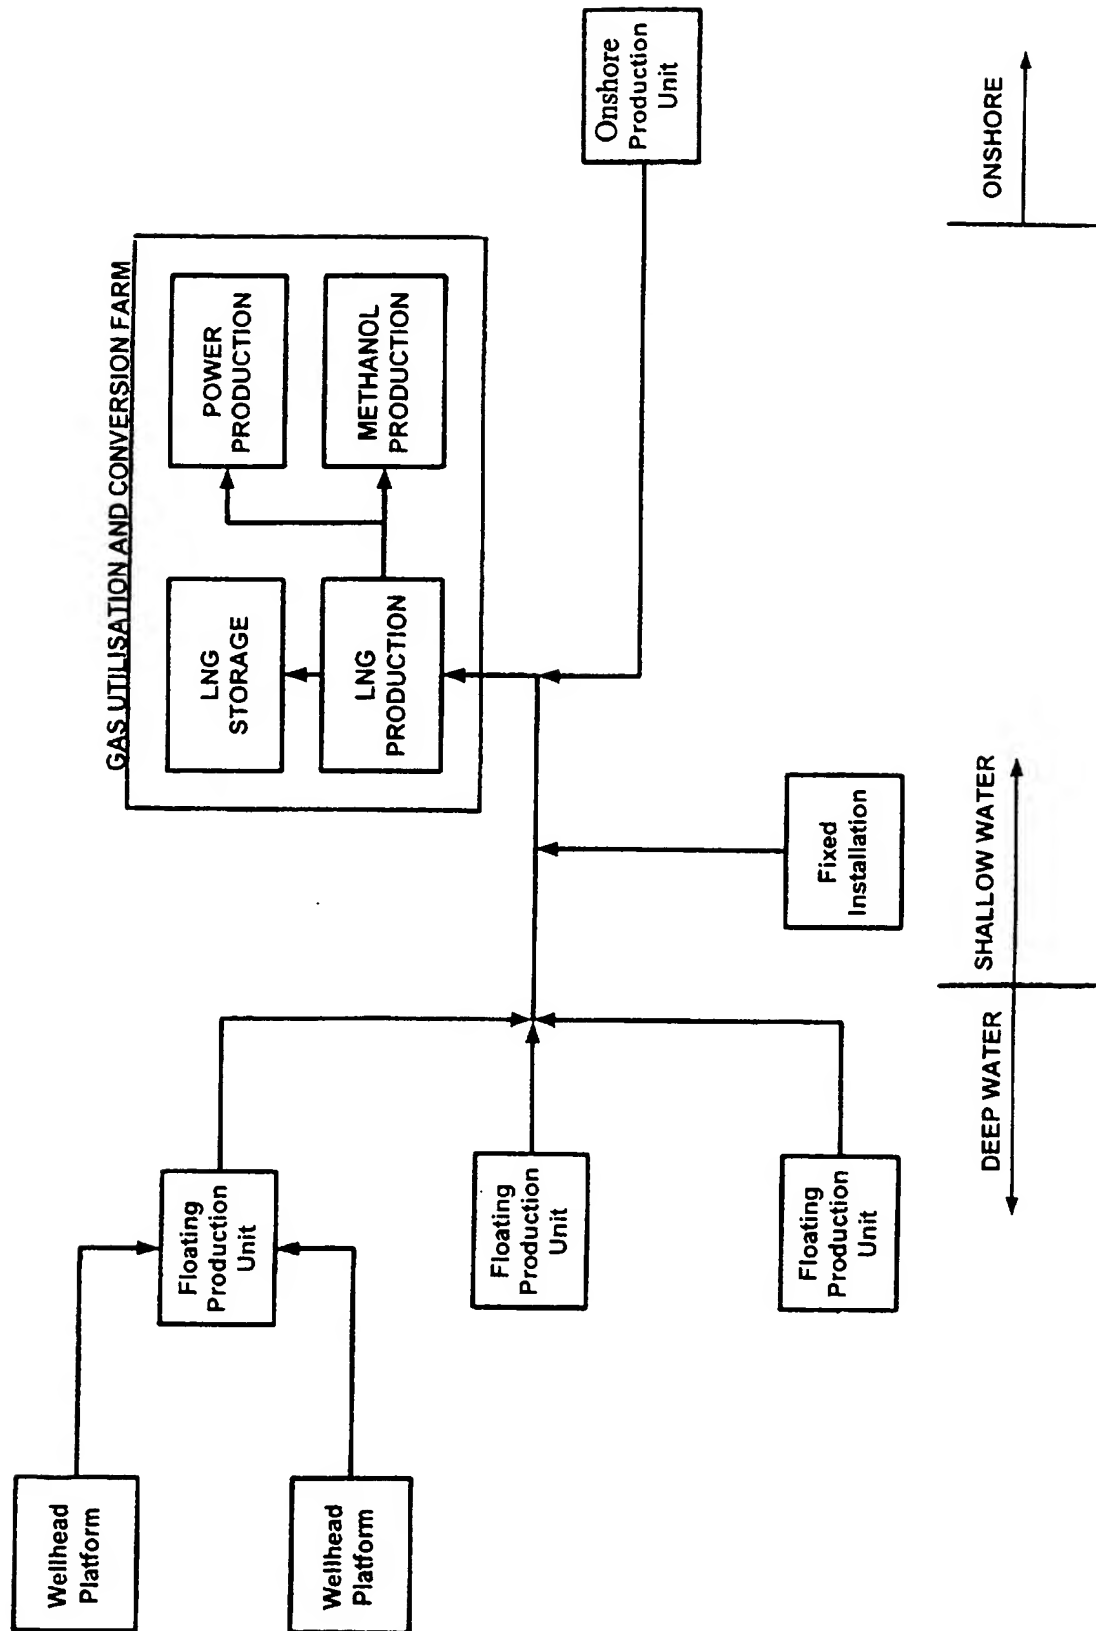 GAS UTILISATION AND CONVERSION FARM
LNG
STORAGE
POWER
PRODUCTION
LNG
PRODUCTION
METHANOL
PRODUCTION
Wellhead
Platform
Wellhead
Platform
Floating
Production
Unit
Floating
Production
Unit
Floating
Production
Unit
Fixed
Installation
Onshore
Production
Unit
DEEP WATER
SHALLOW WATER
ONSHORE